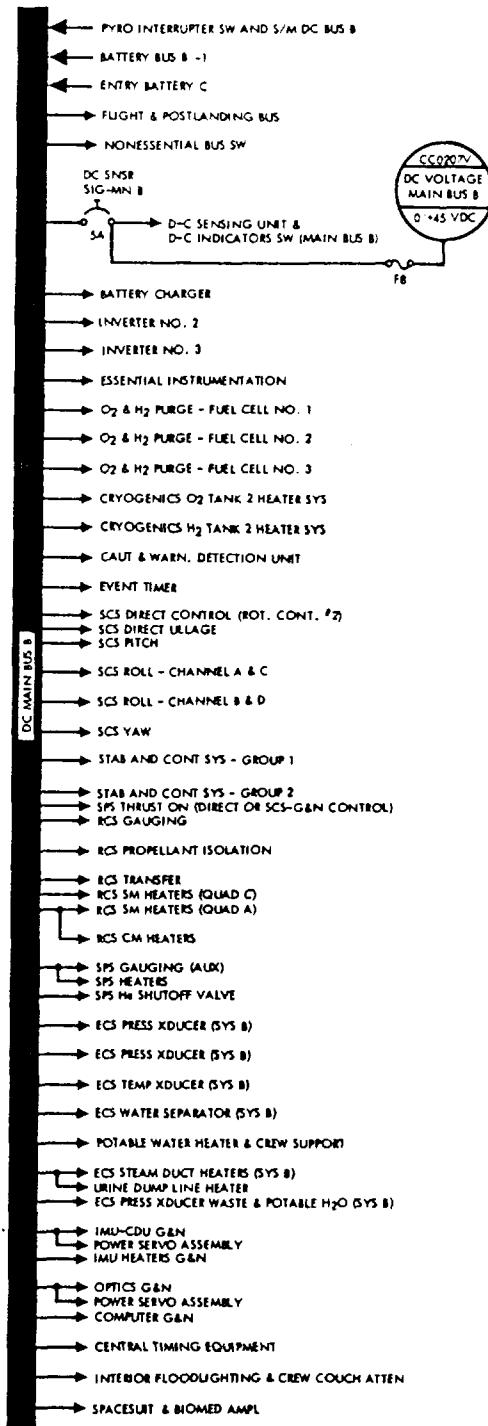 PYRO INTERRUPTER SW AND S/M DC BUS B
BATTERY BUS B -1
ENTRY BATTERY C
FLIGHT & POSTLANDING BUS
NONESSENTIAL BUS SW
DC SNSR
SIG-MN B
5A
D-C SENSING UNIT &
D-C INDICATORS SW (MAIN BUS B)
CC0207V
DC VOLTAGE
MAIN BUS B
0 +45 VDC
F8
BATTERY CHARGER
INVERTER NO. 2
INVERTER NO. 3
ESSENTIAL INSTRUMENTATION
O2 & H2 PURGE - FUEL CELL NO. 1
O2 & H2 PURGE - FUEL CELL NO. 2
O2 & H2 PURGE - FUEL CELL NO. 3
CRYOGENICS O2 TANK 2 HEATER SYS
CRYOGENICS H2 TANK 2 HEATER SYS
CAUT & WARN. DETECTION UNIT
EVENT TIMER
SCS DIRECT CONTROL (ROT. CONT. #2)
SCS DIRECT ULLAGE
SCS PITCH
DC MAIN BUS B
SCS ROLL - CHANNEL A & C
SCS ROLL - CHANNEL B & D
SCS YAW
STAB AND CONT SYS - GROUP 1
STAB AND CONT SYS - GROUP 2
SPS THRUST ON (DIRECT OR SCS-G&N CONTROL)
RCS GAUGING
RCS PROPELLANT ISOLATION
RCS TRANSFER
RCS SM HEATERS (QUAD C)
RCS SM HEATERS (QUAD A)
RCS CM HEATERS
SPS GAUGING (AUX)
SPS HEATERS
SPS He SHUTOFF VALVE
ECS PRESS XDUCER (SYS B)
ECS PRESS XDUCER (SYS B)
ECS TEMP XDUCER (SYS B)
ECS WATER SEPARATOR (SYS B)
POTABLE WATER HEATER & CREW SUPPORT
ECS STEAM DUCT HEATERS (SYS B)
URINE DUMP LINE HEATER
ECS PRESS XDUCER WASTE & POTABLE H2O (SYS B)
IMU-CDU G&N
POWER SERVO ASSEMBLY
IMU HEATERS G&N
OPTICS G&N
POWER SERVO ASSEMBLY
COMPUTER G&N
CENTRAL TIMING EQUIPMENT
INTERIOR FLOODLIGHTING & CREW COUCH ATTEN
SPACESUIT & BIOMED AMPL